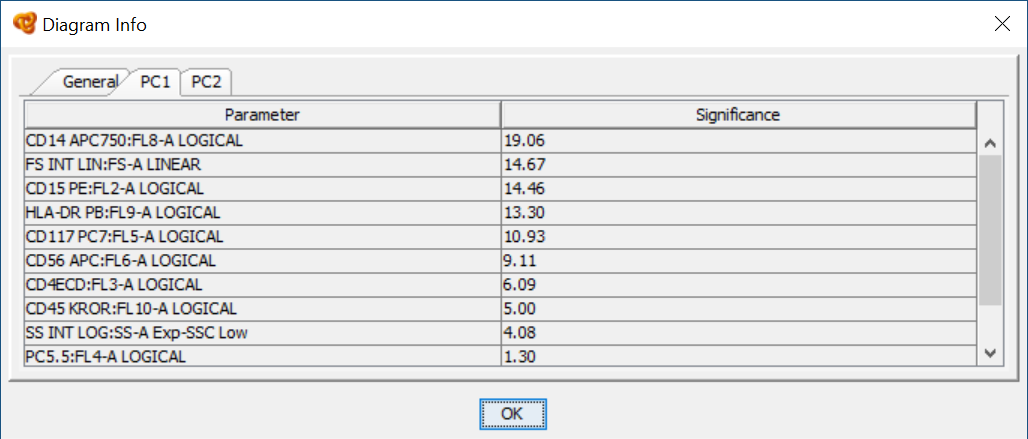 Diagram Info
General PC1 PC2
Parameter Significance
CD14 APC750:FL8-A LOGICAL 19.06
FS INT LIN:FS-A LINEAR 14.67
CD15 PE:FL2-A LOGICAL 14.46
HLA-DR PB:FL9-A LOGICAL 13.30
CD117 PC7:FL5-A LOGICAL 10.93
CD56 APC:FL6-A LOGICAL 9.11
CD4ECD:FL3-A LOGICAL 6.09
CD45 KROR:FL10-A LOGICAL 5.00
SS INT LOG:SS-A Exp-SSC Low 4.08
PC5.5:FL4-A LOGICAL 1.30
OK